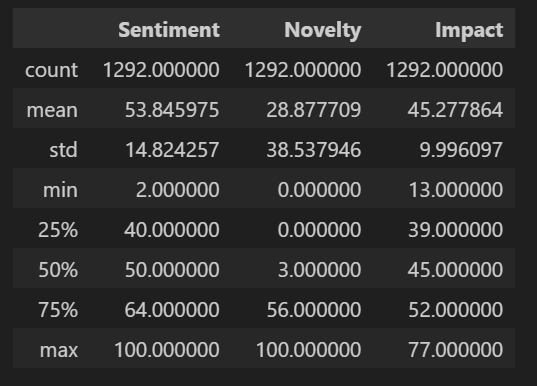 Sentiment Novelty Impact
count 1292.000000 1292.000000 1292.000000
mean 53.845975 28.877709 45.277864
std 14.824257 38.537946 9.996097
min 2.000000 0.000000 13.000000
25% 40.000000 0.000000 39.000000
50% 50.000000 3.000000 45.000000
75% 64.000000 56.000000 52.000000
max 100.000000 100.000000 77.000000